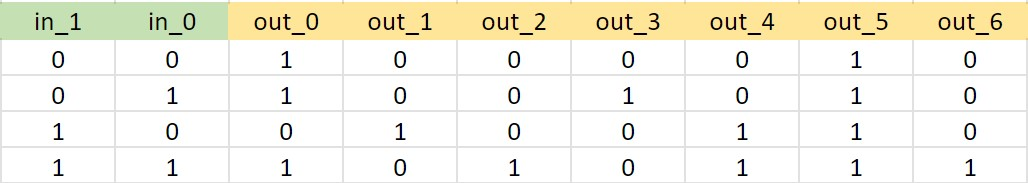 in_1 in_0 out_0 out_1 out_2 out_3 out_4 out_5 out_6
0 0 1 0 0 0 0 1 0
0 1 1 0 0 1 0 1 0
1 0 0 1 0 0 1 1 0
1 1 1 0 1 0 1 1 1